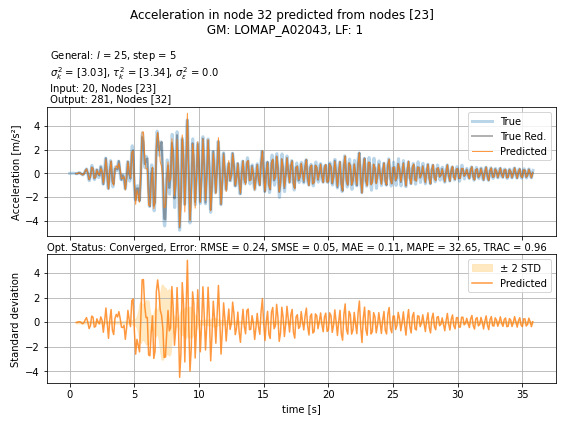 Acceleration in node 32 predicted from nodes [23]
GM: LOMAP_A02043, LF: 1
General: l = 25, step = 5
σ²ₖ = [3.03], τ²ₖ = [3.34], σ²ε = 0.0
Input: 20, Nodes [23]
Output: 281, Nodes [32]
True
True Red.
Predicted
Acceleration [m/s²]
4
2
0
−2
−4
Opt. Status: Converged, Error: RMSE = 0.24, SMSE = 0.05, MAE = 0.11, MAPE = 32.65, TRAC = 0.96
± 2 STD
Predicted
Standard deviation
4
2
0
−2
−4
0 5 10 15 20 25 30 35
time [s]